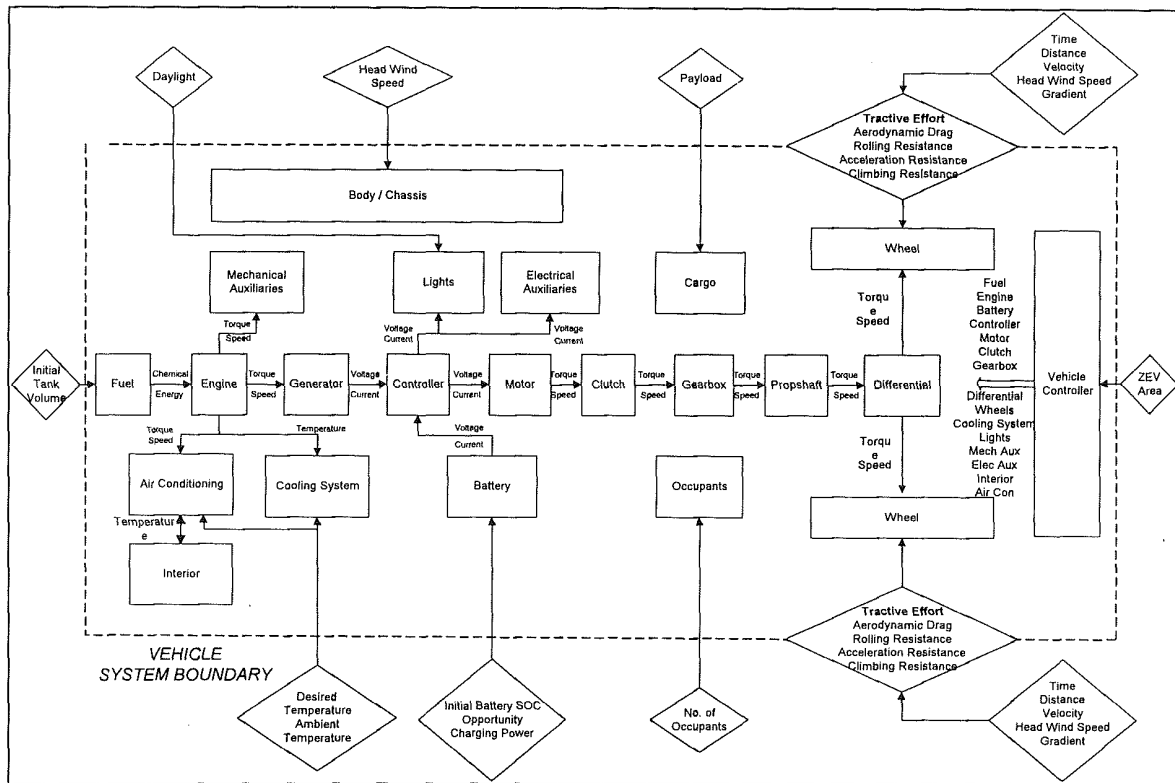 Time
Distance
Velocity
Head Wind Speed
Gradient
Daylight
Head Wind
Speed
Payload
Tractive Effort
Aerodynamic Drag
Rolling Resistance
Acceleration Resistance
Climbing Resistance
Body / Chassis
Wheel
Mechanical
Auxiliaries
Lights
Electrical
Auxiliaries
Cargo
Torqu
e
Speed
Fuel
Engine
Battery
Controller
Motor
Clutch
Gearbox
Torque
Speed
Voltage
Current
Voltage
Current
Initial
Tank
Volume
Fuel
Chemical
Energy
Engine
Torque
Speed
Generator
Voltage
Current
Controller
Voltage
Current
Motor
Torque
Speed
Clutch
Torque
Speed
Gearbox
Torque
Speed
Propshaft
Torque
Speed
Differential
Vehicle
Controller
ZEV
Area
Differential
Wheels
Cooling System
Lights
Mech Aux
Elec Aux
Interior
Air Con
Torque
Speed
Temperature
Voltage
Current
Torqu
e
Speed
Air Conditioning
Cooling System
Battery
Occupants
Wheel
Temperatur
e
Interior
Tractive Effort
Aerodynamic Drag
Rolling Resistance
Acceleration Resistance
Climbing Resistance
VEHICLE
SYSTEM BOUNDARY
Desired
Temperature
Ambient
Temperature
Initial Battery SOC
Opportunity
Charging Power
No. of
Occupants
Time
Distance
Velocity
Head Wind Speed
Gradient